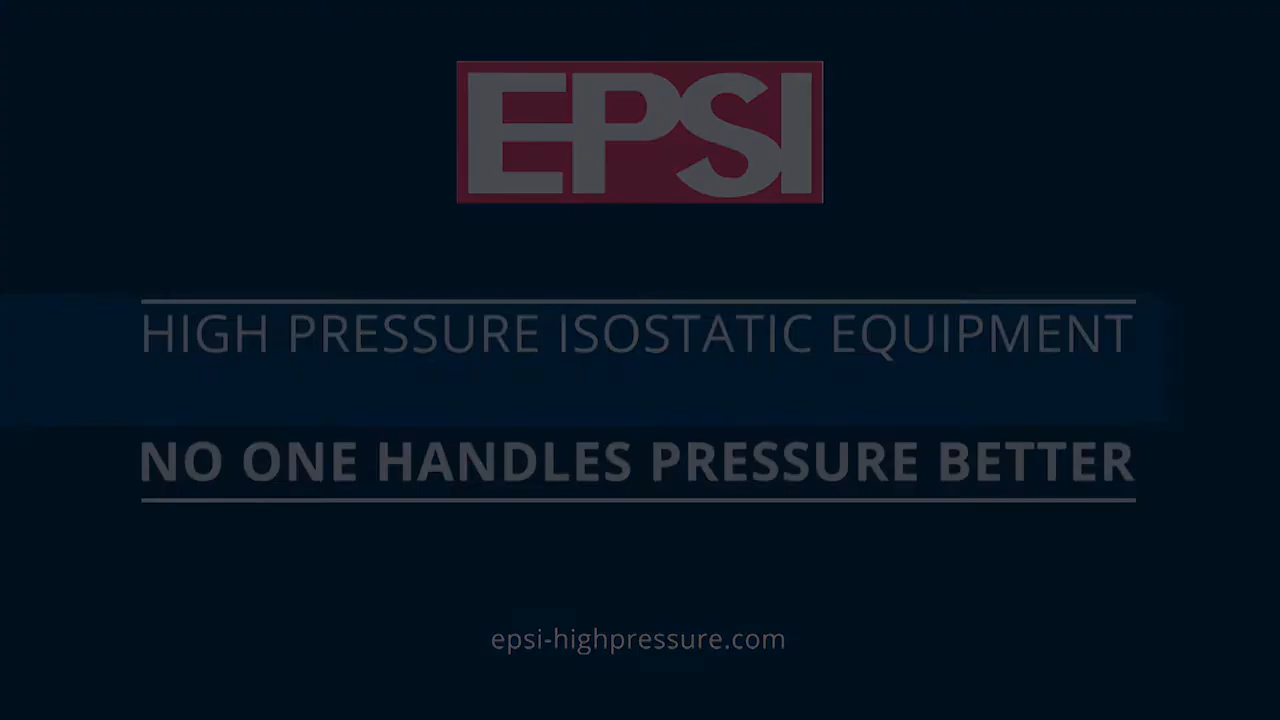 EPSI
HIGH PRESSURE ISOSTATIC EQUIPMENT
NO ONE HANDLES PRESSURE BETTER
epsi-highpressure.com